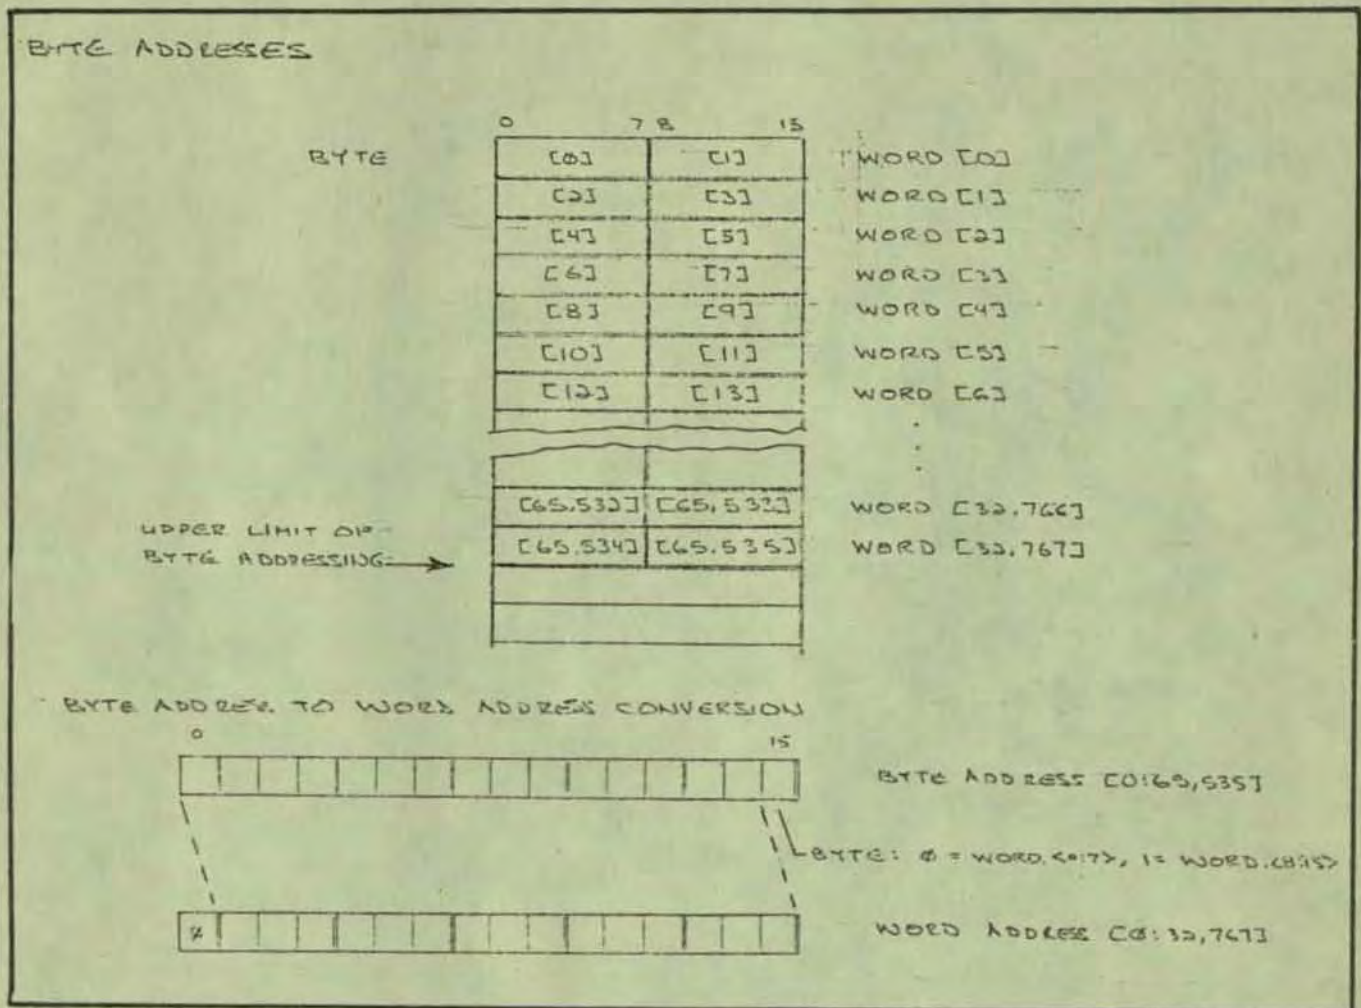 BYTE ADDRESSES
0 7 8 15
BYTE [0] [1] WORD [0]
[2] [3] WORD [1]
[4] [5] WORD [2]
[6] [7] WORD [3]
[8] [9] WORD [4]
[10] [11] WORD [5]
[12] [13] WORD [6]
[65,532] [65,533] WORD [32,766]
UPPER LIMIT OF
BYTE ADDRESSING
[65,534] [65,535] WORD [32,767]
BYTE ADDRESS TO WORD ADDRESS CONVERSION
0 15
BYTE ADDRESS [0:65,535]
BYTE: 0 = WORD.<0:7>, 1 = WORD.<8:15>
0 WORD ADDRESS [0:32,767]